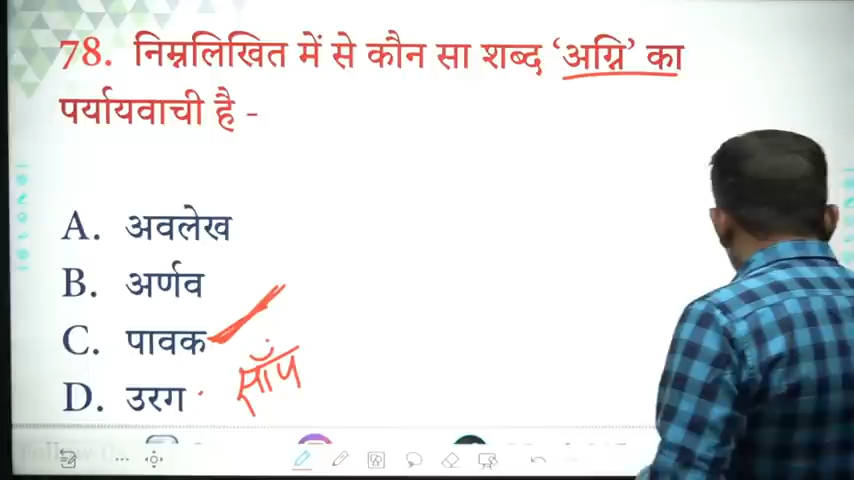 78. निम्नलिखित में से कौन सा शब्द ‘अग्नि’ का
पर्यायवाची है -
A. अवलेख
B. अर्णव
C. पावक
D. उरग
साँप